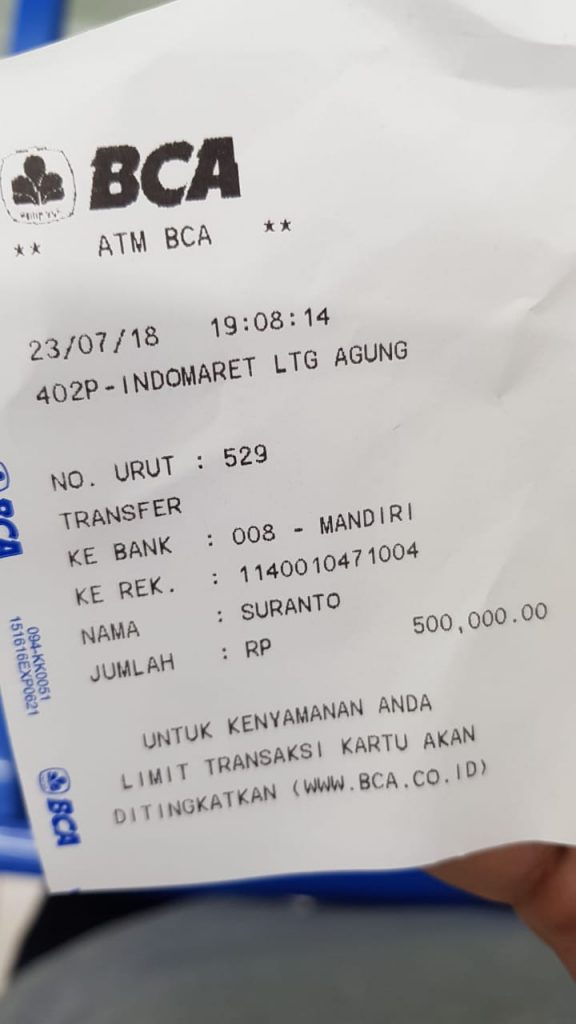 BCA
** ATM BCA **
23/07/18 19:08:14
402P-INDOMARET LTG AGUNG
NO. URUT : 529
TRANSFER
KE BANK : 008 - MANDIRI
KE REK. : 1140010471004
NAMA : SURANTO
JUMLAH : RP 500,000.00
UNTUK KENYAMANAN ANDA
LIMIT TRANSAKSI KARTU AKAN
DITINGKATKAN (WWW.BCA.CO.ID)
BCA
094-KK0051
151616EXP0621
BCA